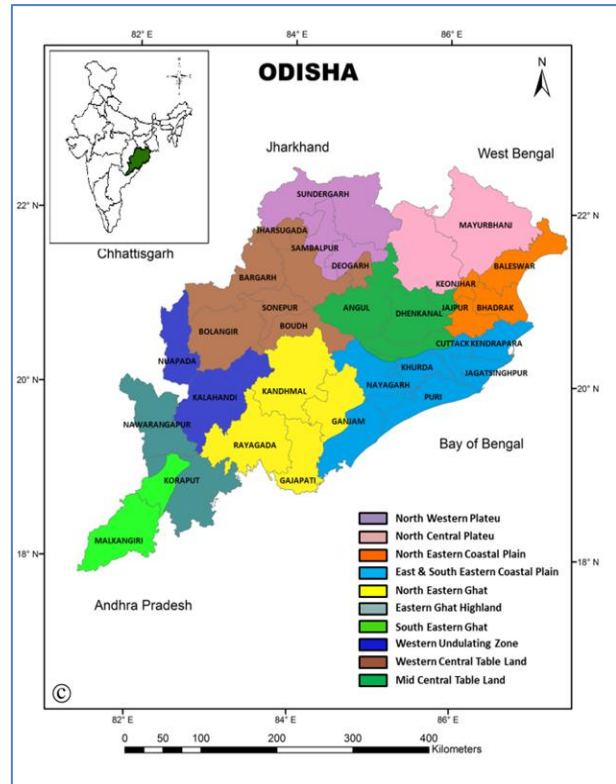 82° E
84° E
86° E
ODISHA
N
Jharkhand
West Bengal
SUNDERGARH
22° N
22° N
MAYURBHANJ
JHARSUGADA
SAMBALPUR
Chhattisgarh
DEOGARH
BALESWAR
BARGARH
KEONJHAR
SONEPUR
ANGUL
JAJPUR
BHADRAK
DHENKANAL
BOLANGIR
BOUDH
CUTTACK
KENDRAPARA
NUAPADA
KHURDA
JAGATSINGHPUR
20° N
20° N
KALAHANDI
KANDHMAL
NAYAGARH
PURI
NAWARANGAPUR
GANJAM
RAYAGADA
Bay of Bengal
KORAPUT
GAJAPATI
MALKANGIRI
18° N
18° N
Andhra Pradesh
North Western Plateu
North Central Plateu
North Eastern Coastal Plain
East & South Eastern Coastal Plain
North Eastern Ghat
Eastern Ghat Highland
South Eastern Ghat
Western Undulating Zone
Western Central Table Land
Mid Central Table Land
©
82° E
84° E
86° E
0 25 50 100 200 300 400
Kilometers